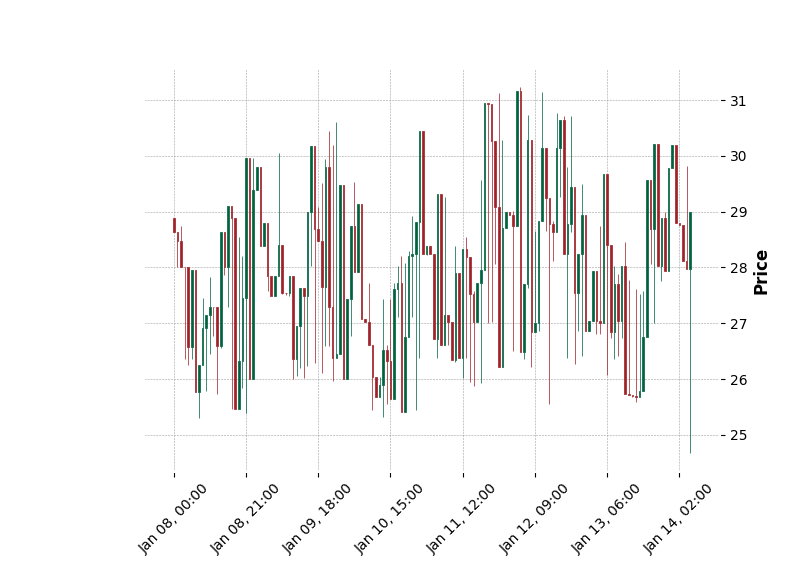 31
30
29
28
27
26
25
Price
Jan 08, 00:00
Jan 08, 21:00
Jan 09, 18:00
Jan 10, 15:00
Jan 11, 12:00
Jan 12, 09:00
Jan 13, 06:00
Jan 14, 02:00